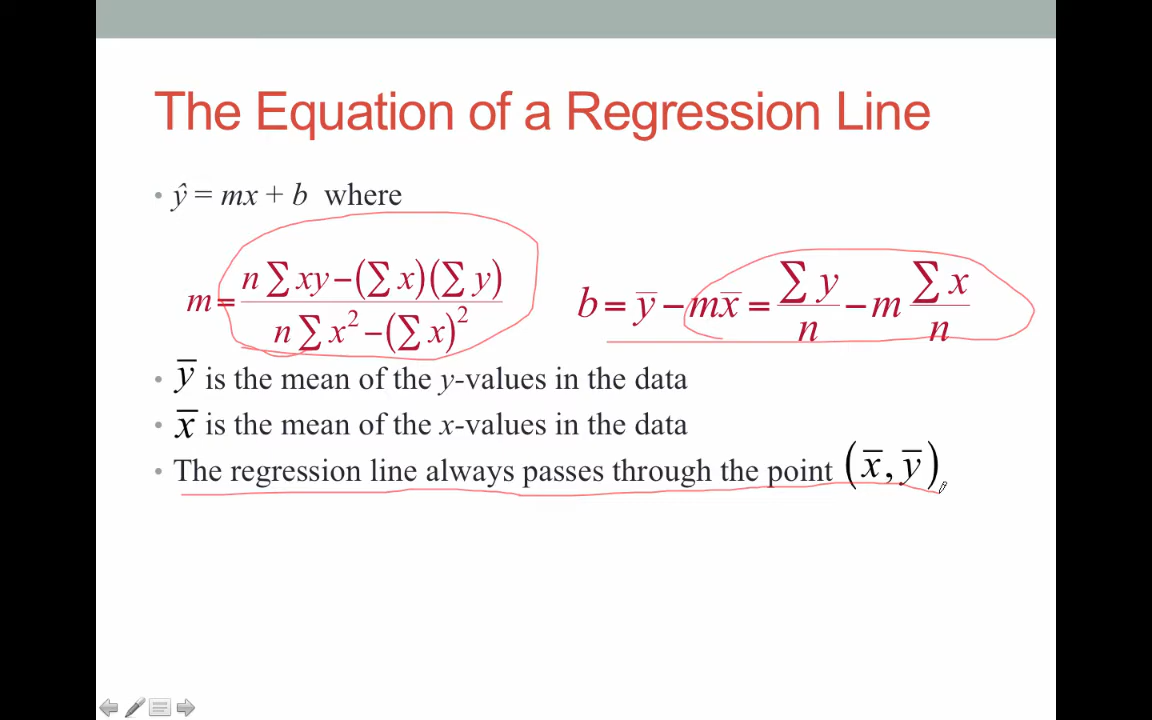 The Equation of a Regression Line
• ŷ = mx + b where
m = (n∑xy − (∑x)(∑y)) / (n∑x² − (∑x)²)
b = y̅ − mx̅ = ∑y/n − m ∑x/n
• y̅ is the mean of the y-values in the data
• x̅ is the mean of the x-values in the data
• The regression line always passes through the point (x̅, y̅)